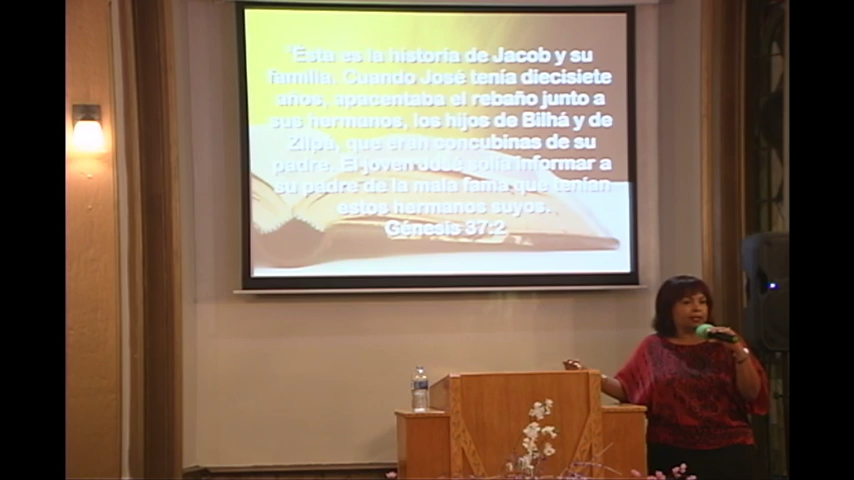 "Esta es la historia de Jacob y su
familia. Cuando José tenía diecisiete
años, apacentaba el rebaño junto a
sus hermanos, los hijos de Bilhá y de
Zilpa, que eran concubinas de su
padre. El joven José solía informar a
su padre de la mala fama que tenían
estos hermanos suyos.
Génesis 37:2